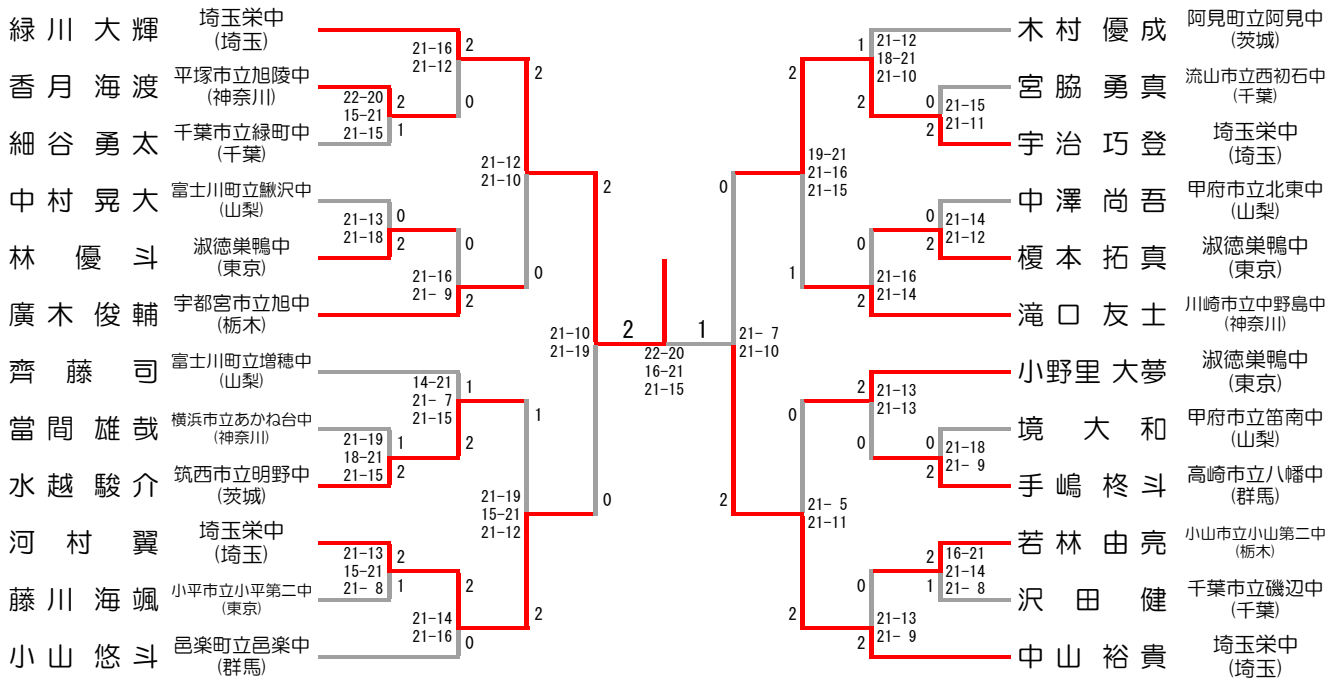 緑川 大輝 埼玉栄中 (埼玉)
香月 海渡 平塚市立旭陵中 (神奈川)
細谷 勇太 千葉市立緑町中 (千葉)
中村 晃大 富士川町立鰍沢中 (山梨)
林 優斗 淑徳巣鴨中 (東京)
廣木 俊輔 宇都宮市立旭中 (栃木)
齊藤 司 富士川町立増穂中 (山梨)
當間 雄哉 横浜市立あかね台中 (神奈川)
水越 駿介 筑西市立明野中 (茨城)
河村 翼 埼玉栄中 (埼玉)
藤川 海颯 小平市立小平第二中 (東京)
小山 悠斗 邑楽町立邑楽中 (群馬)
22-20 2
15-21
21-15 1
21-13 0
21-18 2
21-19 1
18-21
21-15 2
21-13 2
15-21
21- 8 1
21-16 2
21-12 0
21-16 0
21- 9 2
14-21 1
21- 7
21-15 2
21-14 2
21-16 0
21-12 2
21-10 0
21-19 1
15-21
21-12 2
21-10 2
21-19 0
2 1
22-20
16-21
21-15
21- 7 0
21-10 2
19-21 2
21-16
21-15 1
21- 5 0
21-11 2
1 21-12
18-21
2 21-10
0 21-16
2 21-14
2 21-13
0 21-13
0 21-13
2 21- 9
0 21-15
2 21-11
0 21-14
2 21-12
0 21-18
2 21- 9
2 16-21
21-14
1 21- 8
木村 優成 阿見町立阿見中 (茨城)
宮脇 勇真 流山市立西初石中 (千葉)
宇治 巧登 埼玉栄中 (埼玉)
中澤 尚吾 甲府市立北東中 (山梨)
榎本 拓真 淑徳巣鴨中 (東京)
滝口 友士 川崎市立中野島中 (神奈川)
小野里 大夢 淑徳巣鴨中 (東京)
境 大和 甲府市立笛南中 (山梨)
手嶋 柊斗 高崎市立八幡中 (群馬)
若林 由亮 小山市立小山第二中 (栃木)
沢田 健 千葉市立磯辺中 (千葉)
中山 裕貴 埼玉栄中 (埼玉)